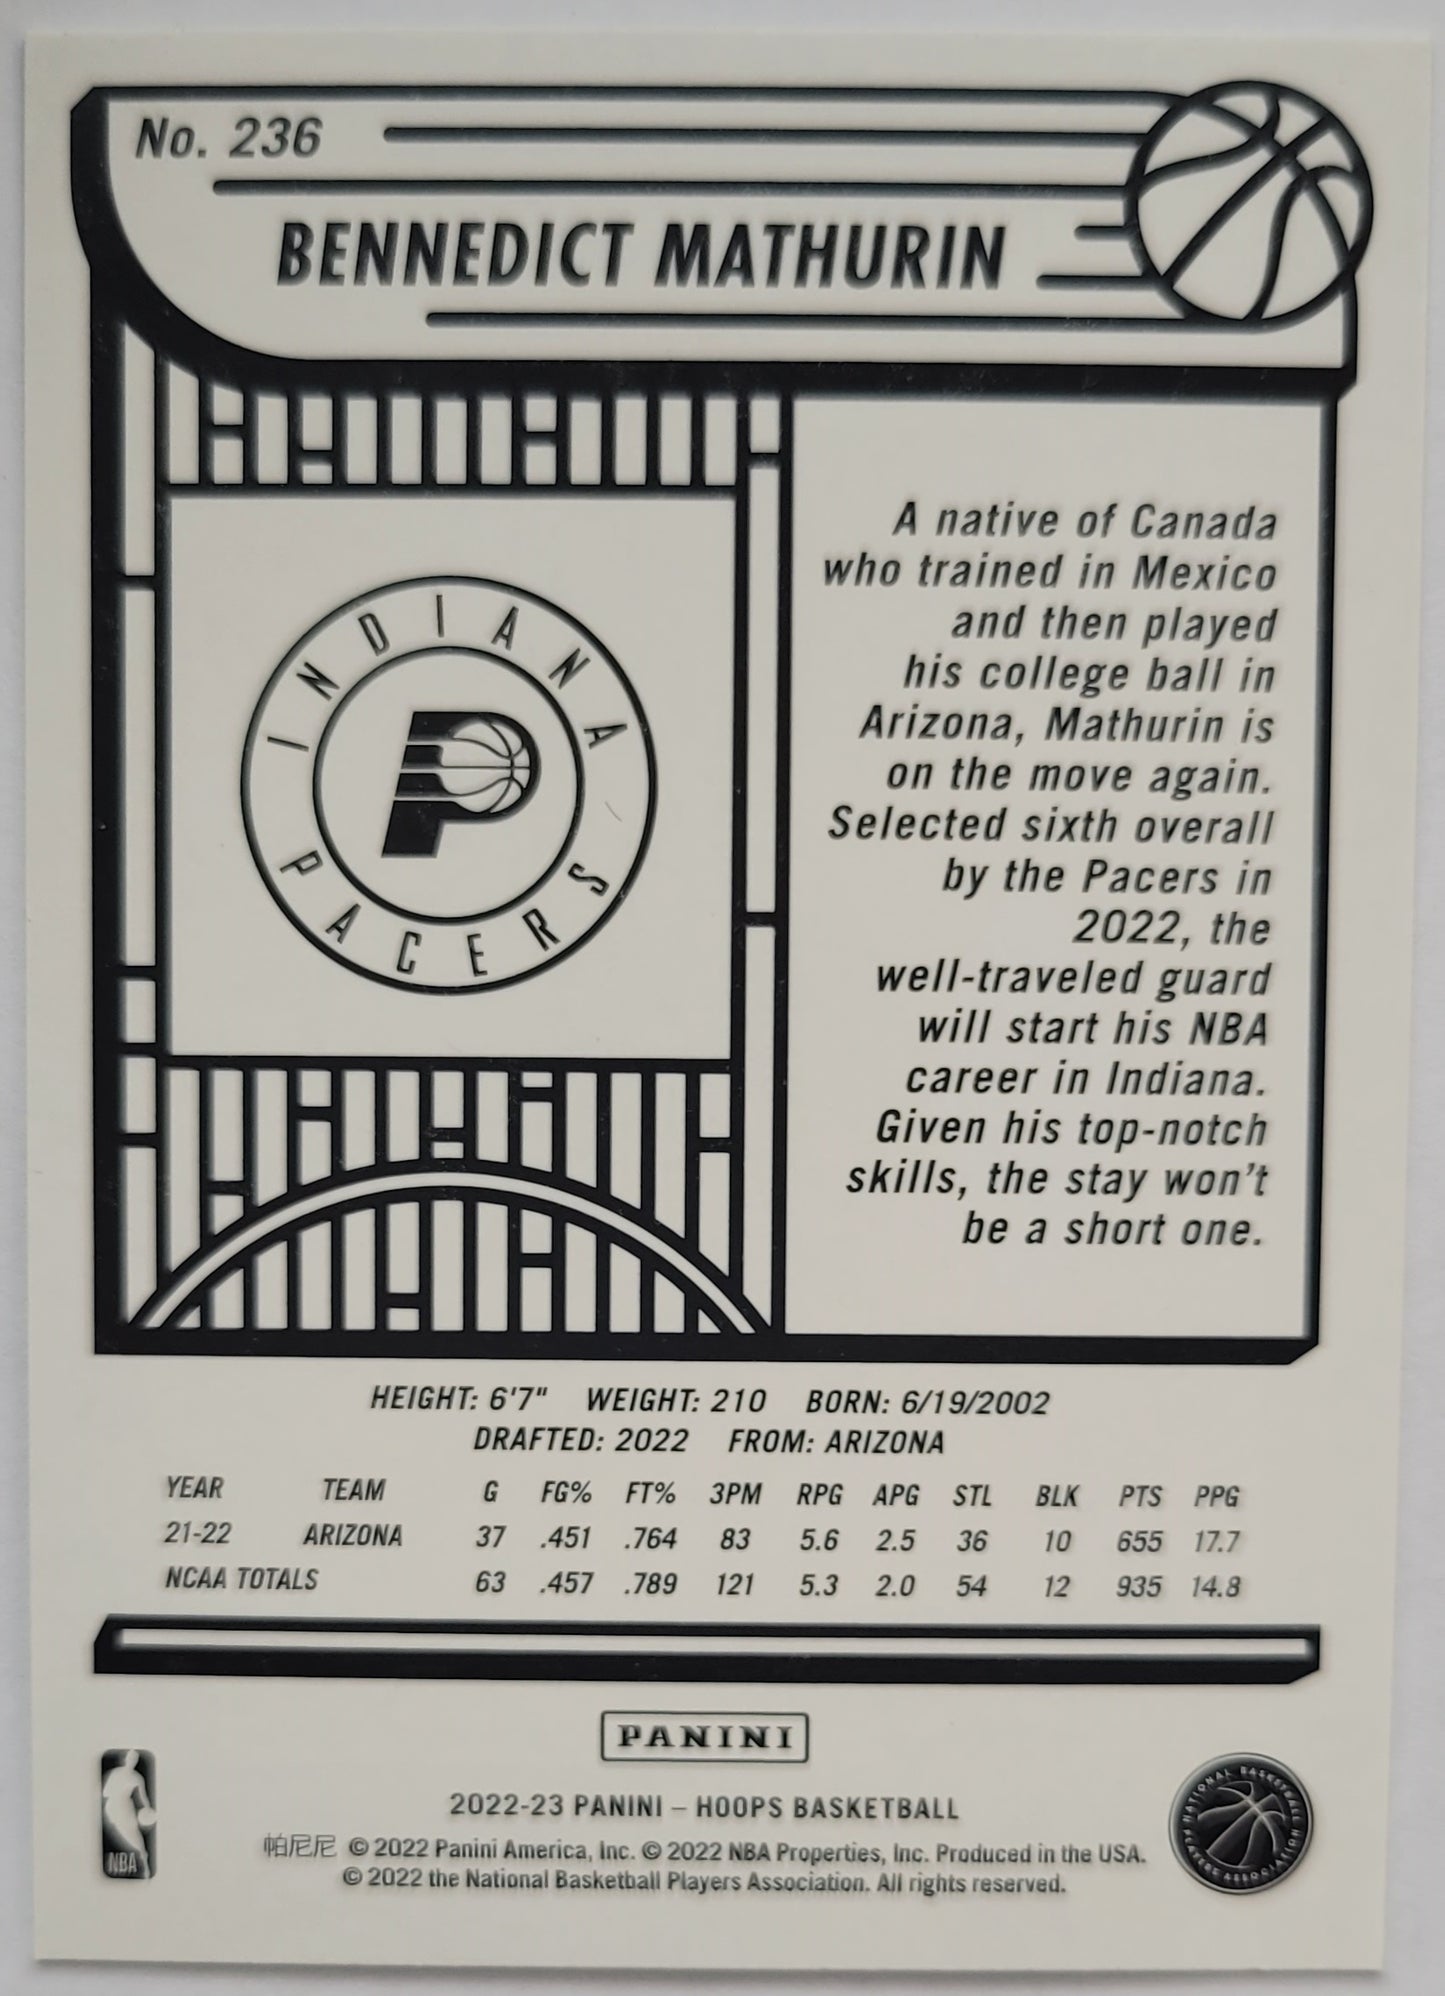 No. 236
BENNEDICT MATHURIN
INDIANA
PACERS
A native of Canada
who trained in Mexico
and then played
his college ball in
Arizona, Mathurin is
on the move again.
Selected sixth overall
by the Pacers in
2022, the
well-traveled guard
will start his NBA
career in Indiana.
Given his top-notch
skills, the stay won't
be a short one.
HEIGHT: 6'7" WEIGHT: 210 BORN: 6/19/2002
DRAFTED: 2022 FROM: ARIZONA
YEAR TEAM G FG% FT% 3PM RPG APG STL BLK PTS PPG
21-22 ARIZONA 37 .451 .764 83 5.6 2.5 36 10 655 17.7
NCAA TOTALS 63 .457 .789 121 5.3 2.0 54 12 935 14.8
PANINI
2022-23 PANINI – HOOPS BASKETBALL
帕尼尼 © 2022 Panini America, Inc. © 2022 NBA Properties, Inc. Produced in the USA.
© 2022 the National Basketball Players Association. All rights reserved.
NBA
NATIONAL BASKETBALL PLAYERS ASSOCIATION